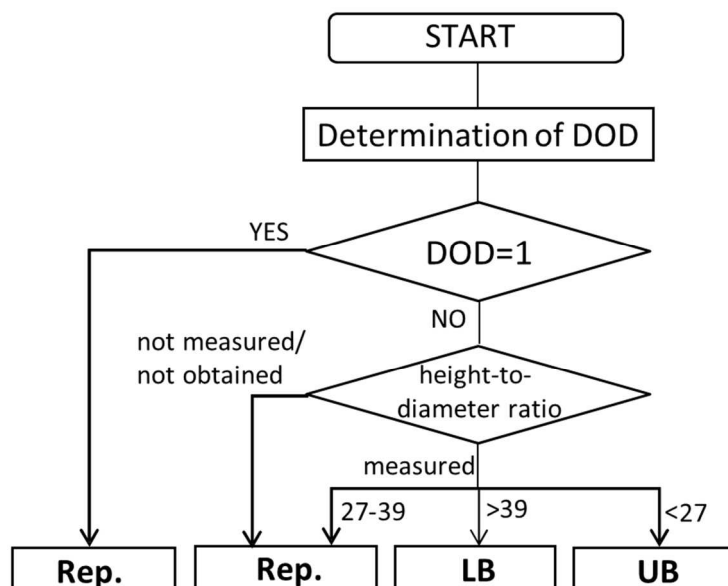 START
Determination of DOD
YES
DOD=1
NO
not measured/
not obtained
height-to-
diameter ratio
measured
27-39
>39
<27
Rep.
Rep.
LB
UB